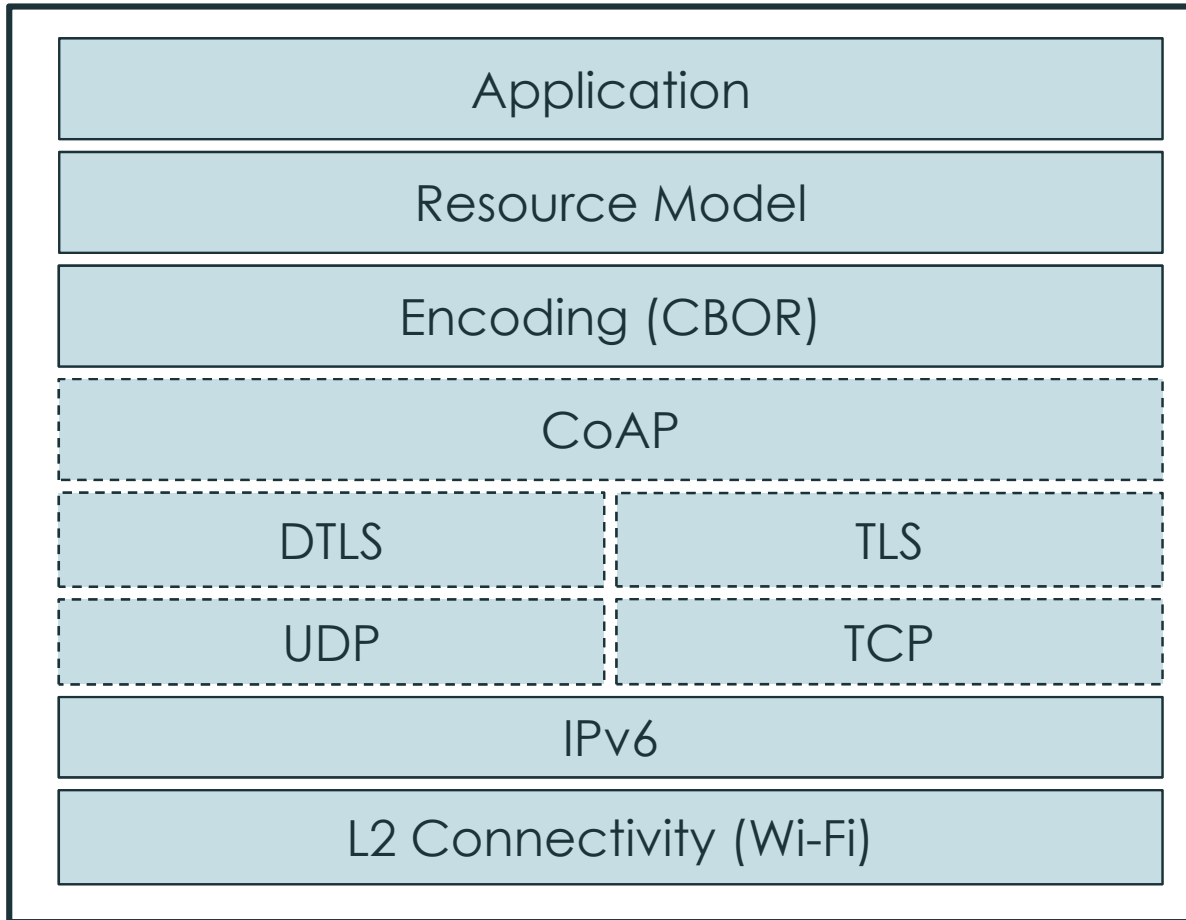 Application
Resource Model
Encoding (CBOR)
CoAP
DTLS
TLS
UDP
TCP
IPv6
L2 Connectivity (Wi-Fi)